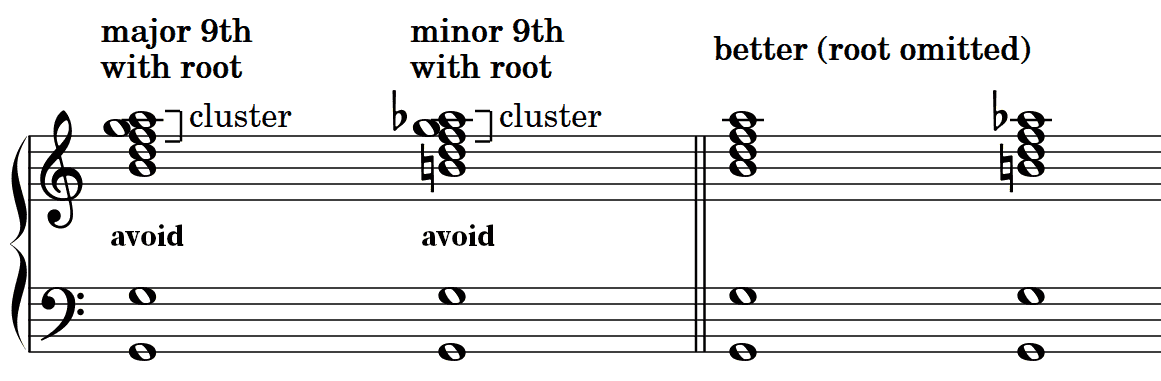 major 9th
with root
minor 9th
with root
better (root omitted)
cluster
cluster
avoid
avoid